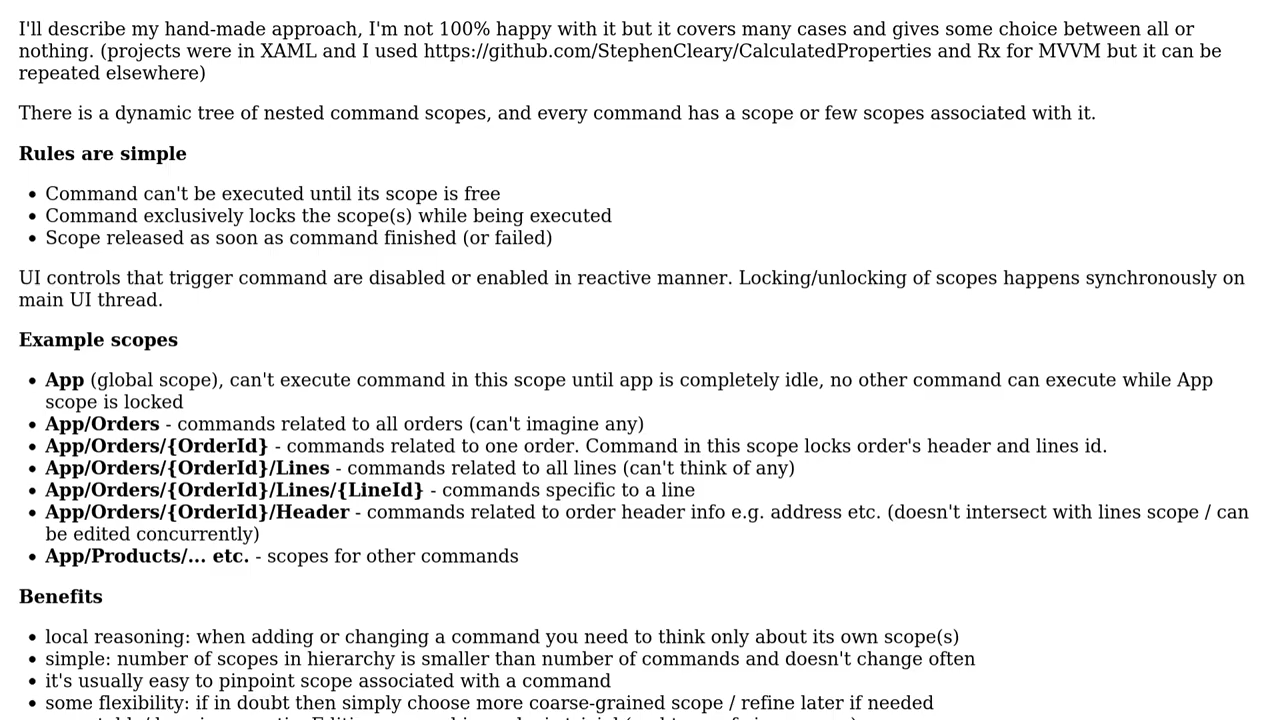 I'll describe my hand-made approach, I'm not 100% happy with it but it covers many cases and gives some choice between all or
nothing. (projects were in XAML and I used https://github.com/StephenCleary/CalculatedProperties and Rx for MVVM but it can be
repeated elsewhere)
There is a dynamic tree of nested command scopes, and every command has a scope or few scopes associated with it.
Rules are simple
• Command can't be executed until its scope is free
• Command exclusively locks the scope(s) while being executed
• Scope released as soon as command finished (or failed)
UI controls that trigger command are disabled or enabled in reactive manner. Locking/unlocking of scopes happens synchronously on
main UI thread.
Example scopes
• App (global scope), can't execute command in this scope until app is completely idle, no other command can execute while App
scope is locked
• App/Orders - commands related to all orders (can't imagine any)
• App/Orders/{OrderId} - commands related to one order. Command in this scope locks order's header and lines id.
• App/Orders/{OrderId}/Lines - commands related to all lines (can't think of any)
• App/Orders/{OrderId}/Lines/{LineId} - commands specific to a line
• App/Orders/{OrderId}/Header - commands related to order header info e.g. address etc. (doesn't intersect with lines scope / can
be edited concurrently)
• App/Products/... etc. - scopes for other commands
Benefits
• local reasoning: when adding or changing a command you need to think only about its own scope(s)
• simple: number of scopes in hierarchy is smaller than number of commands and doesn't change often
• it's usually easy to pinpoint scope associated with a command
• some flexibility: if in doubt then simply choose more coarse-grained scope / refine later if needed